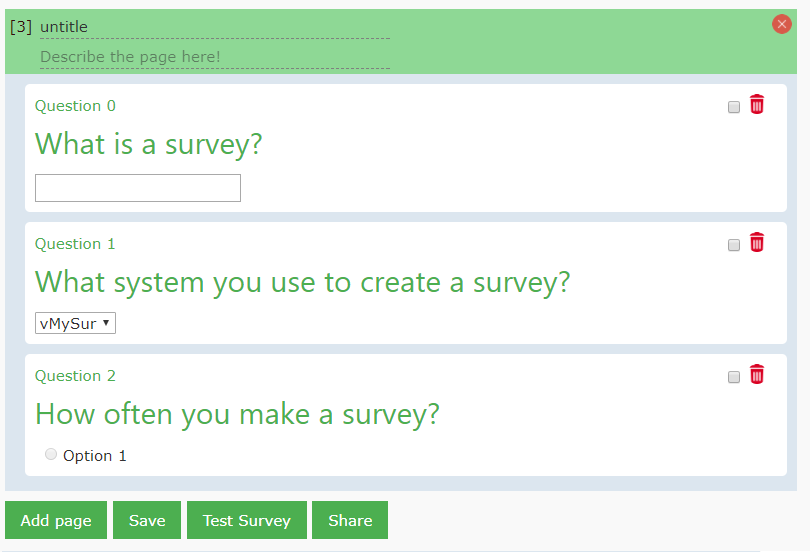 [3] untitle
Describe the page here!
Question 0
What is a survey?
Question 1
What system you use to create a survey?
vMySur
Question 2
How often you make a survey?
Option 1
Add page Save Test Survey Share